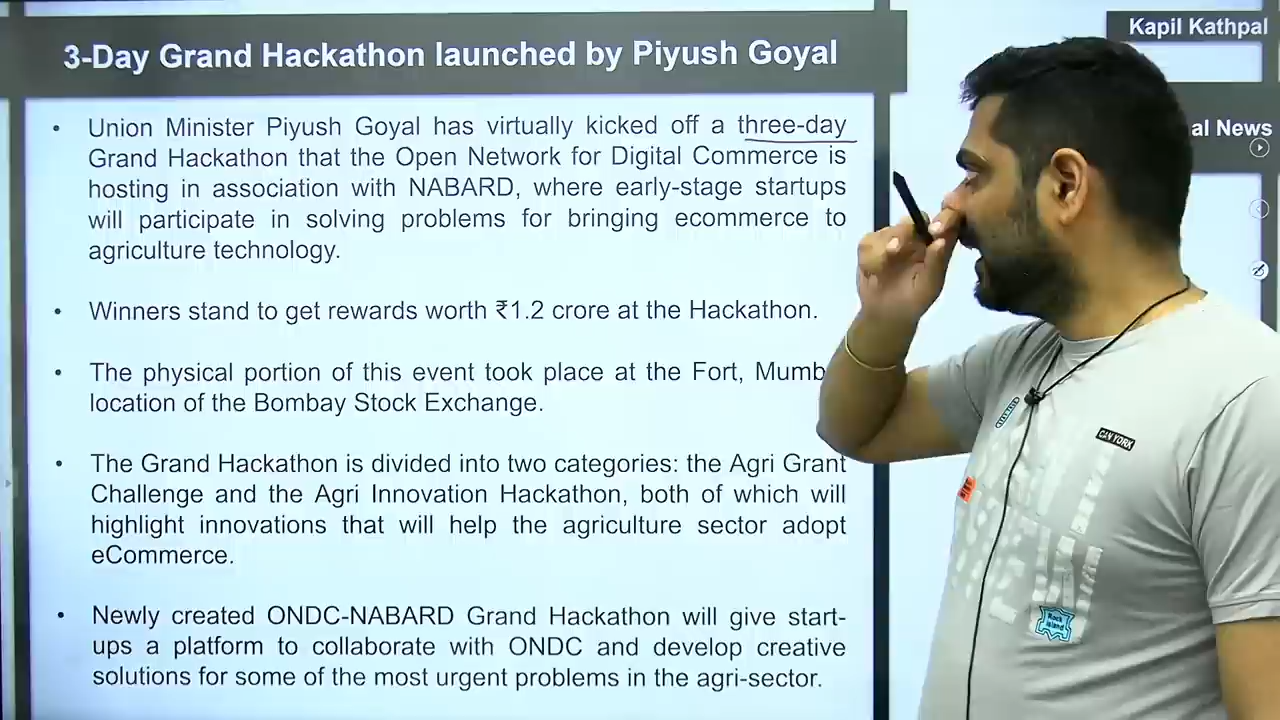 3-Day Grand Hackathon launched by Piyush Goyal
Kapil Kathpal
al News
• Union Minister Piyush Goyal has virtually kicked off a three-day
Grand Hackathon that the Open Network for Digital Commerce is
hosting in association with NABARD, where early-stage startups
will participate in solving problems for bringing ecommerce to
agriculture technology.
• Winners stand to get rewards worth ₹1.2 crore at the Hackathon.
• The physical portion of this event took place at the Fort, Mumb
location of the Bombay Stock Exchange.
• The Grand Hackathon is divided into two categories: the Agri Grant
Challenge and the Agri Innovation Hackathon, both of which will
highlight innovations that will help the agriculture sector adopt
eCommerce.
• Newly created ONDC-NABARD Grand Hackathon will give start-
ups a platform to collaborate with ONDC and develop creative
solutions for some of the most urgent problems in the agri-sector.
Rock
Island